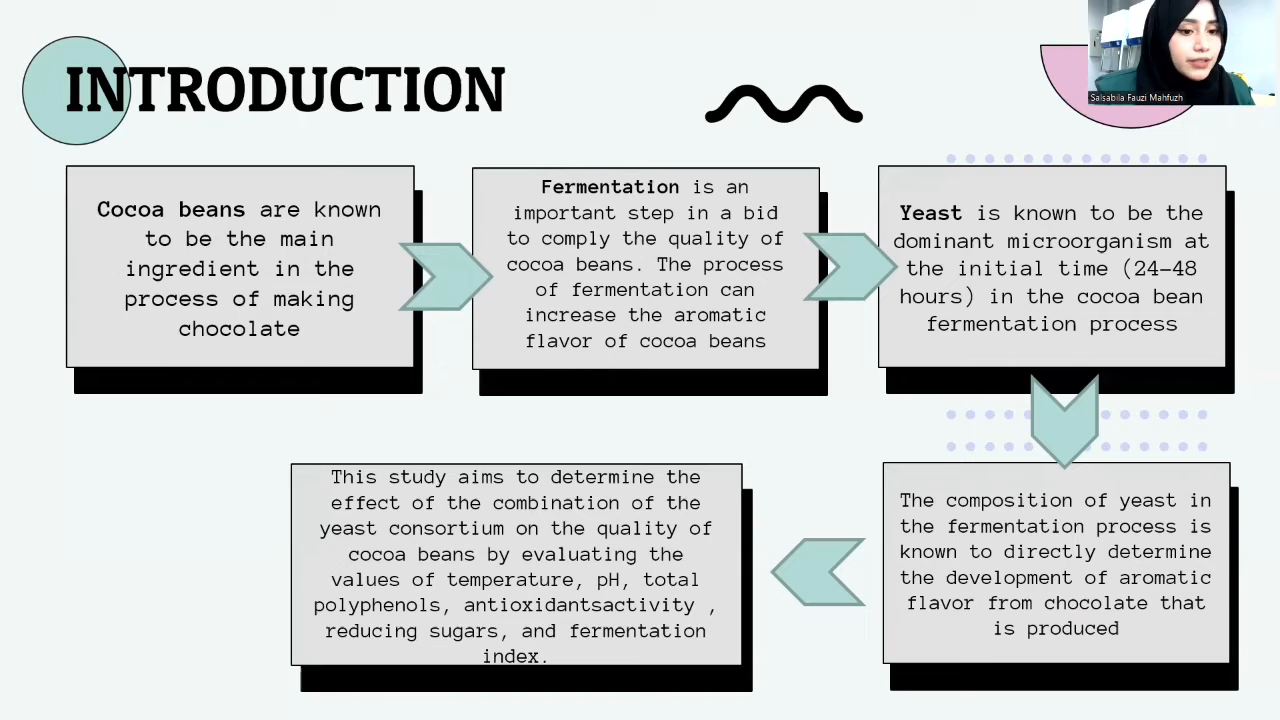 INTRODUCTION
Salsabila Fauzi Mahfuzh
Cocoa beans are known
to be the main
ingredient in the
process of making
chocolate
Fermentation is an
important step in a bid
to comply the quality of
cocoa beans. The process
of fermentation can
increase the aromatic
flavor of cocoa beans
Yeast is known to be the
dominant microorganism at
the initial time (24-48
hours) in the cocoa bean
fermentation process
The composition of yeast in
the fermentation process is
known to directly determine
the development of aromatic
flavor from chocolate that
is produced
This study aims to determine the
effect of the combination of the
yeast consortium on the quality of
cocoa beans by evaluating the
values of temperature, pH, total
polyphenols, antioxidantsactivity ,
reducing sugars, and fermentation
index.